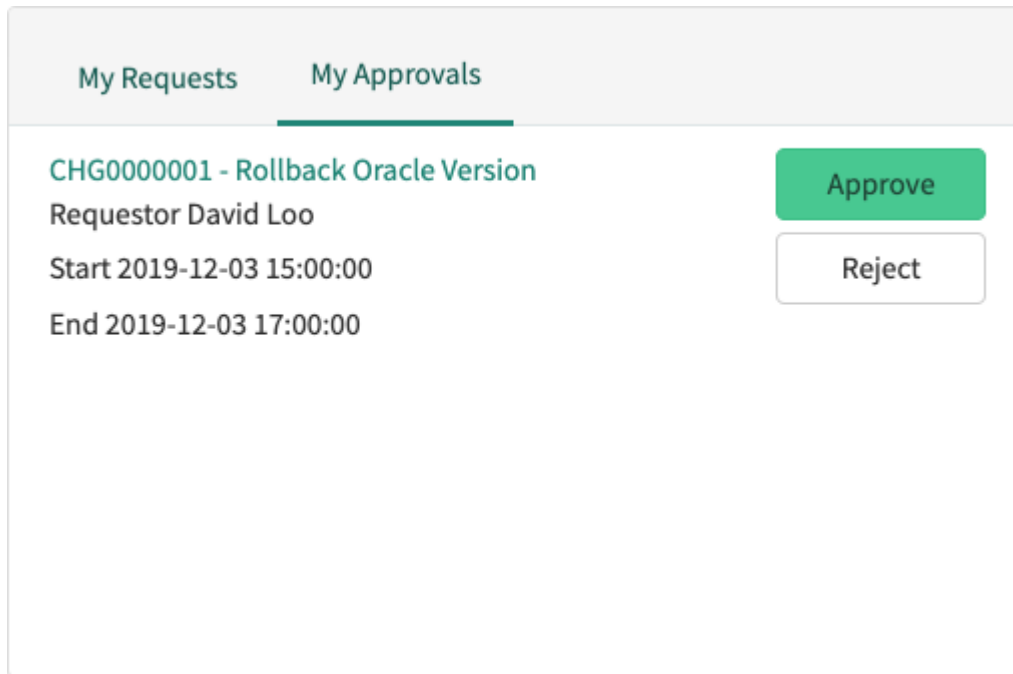 My Requests My Approvals
CHG0000001 - Rollback Oracle Version
Requestor David Loo
Start 2019-12-03 15:00:00
End 2019-12-03 17:00:00
Approve
Reject